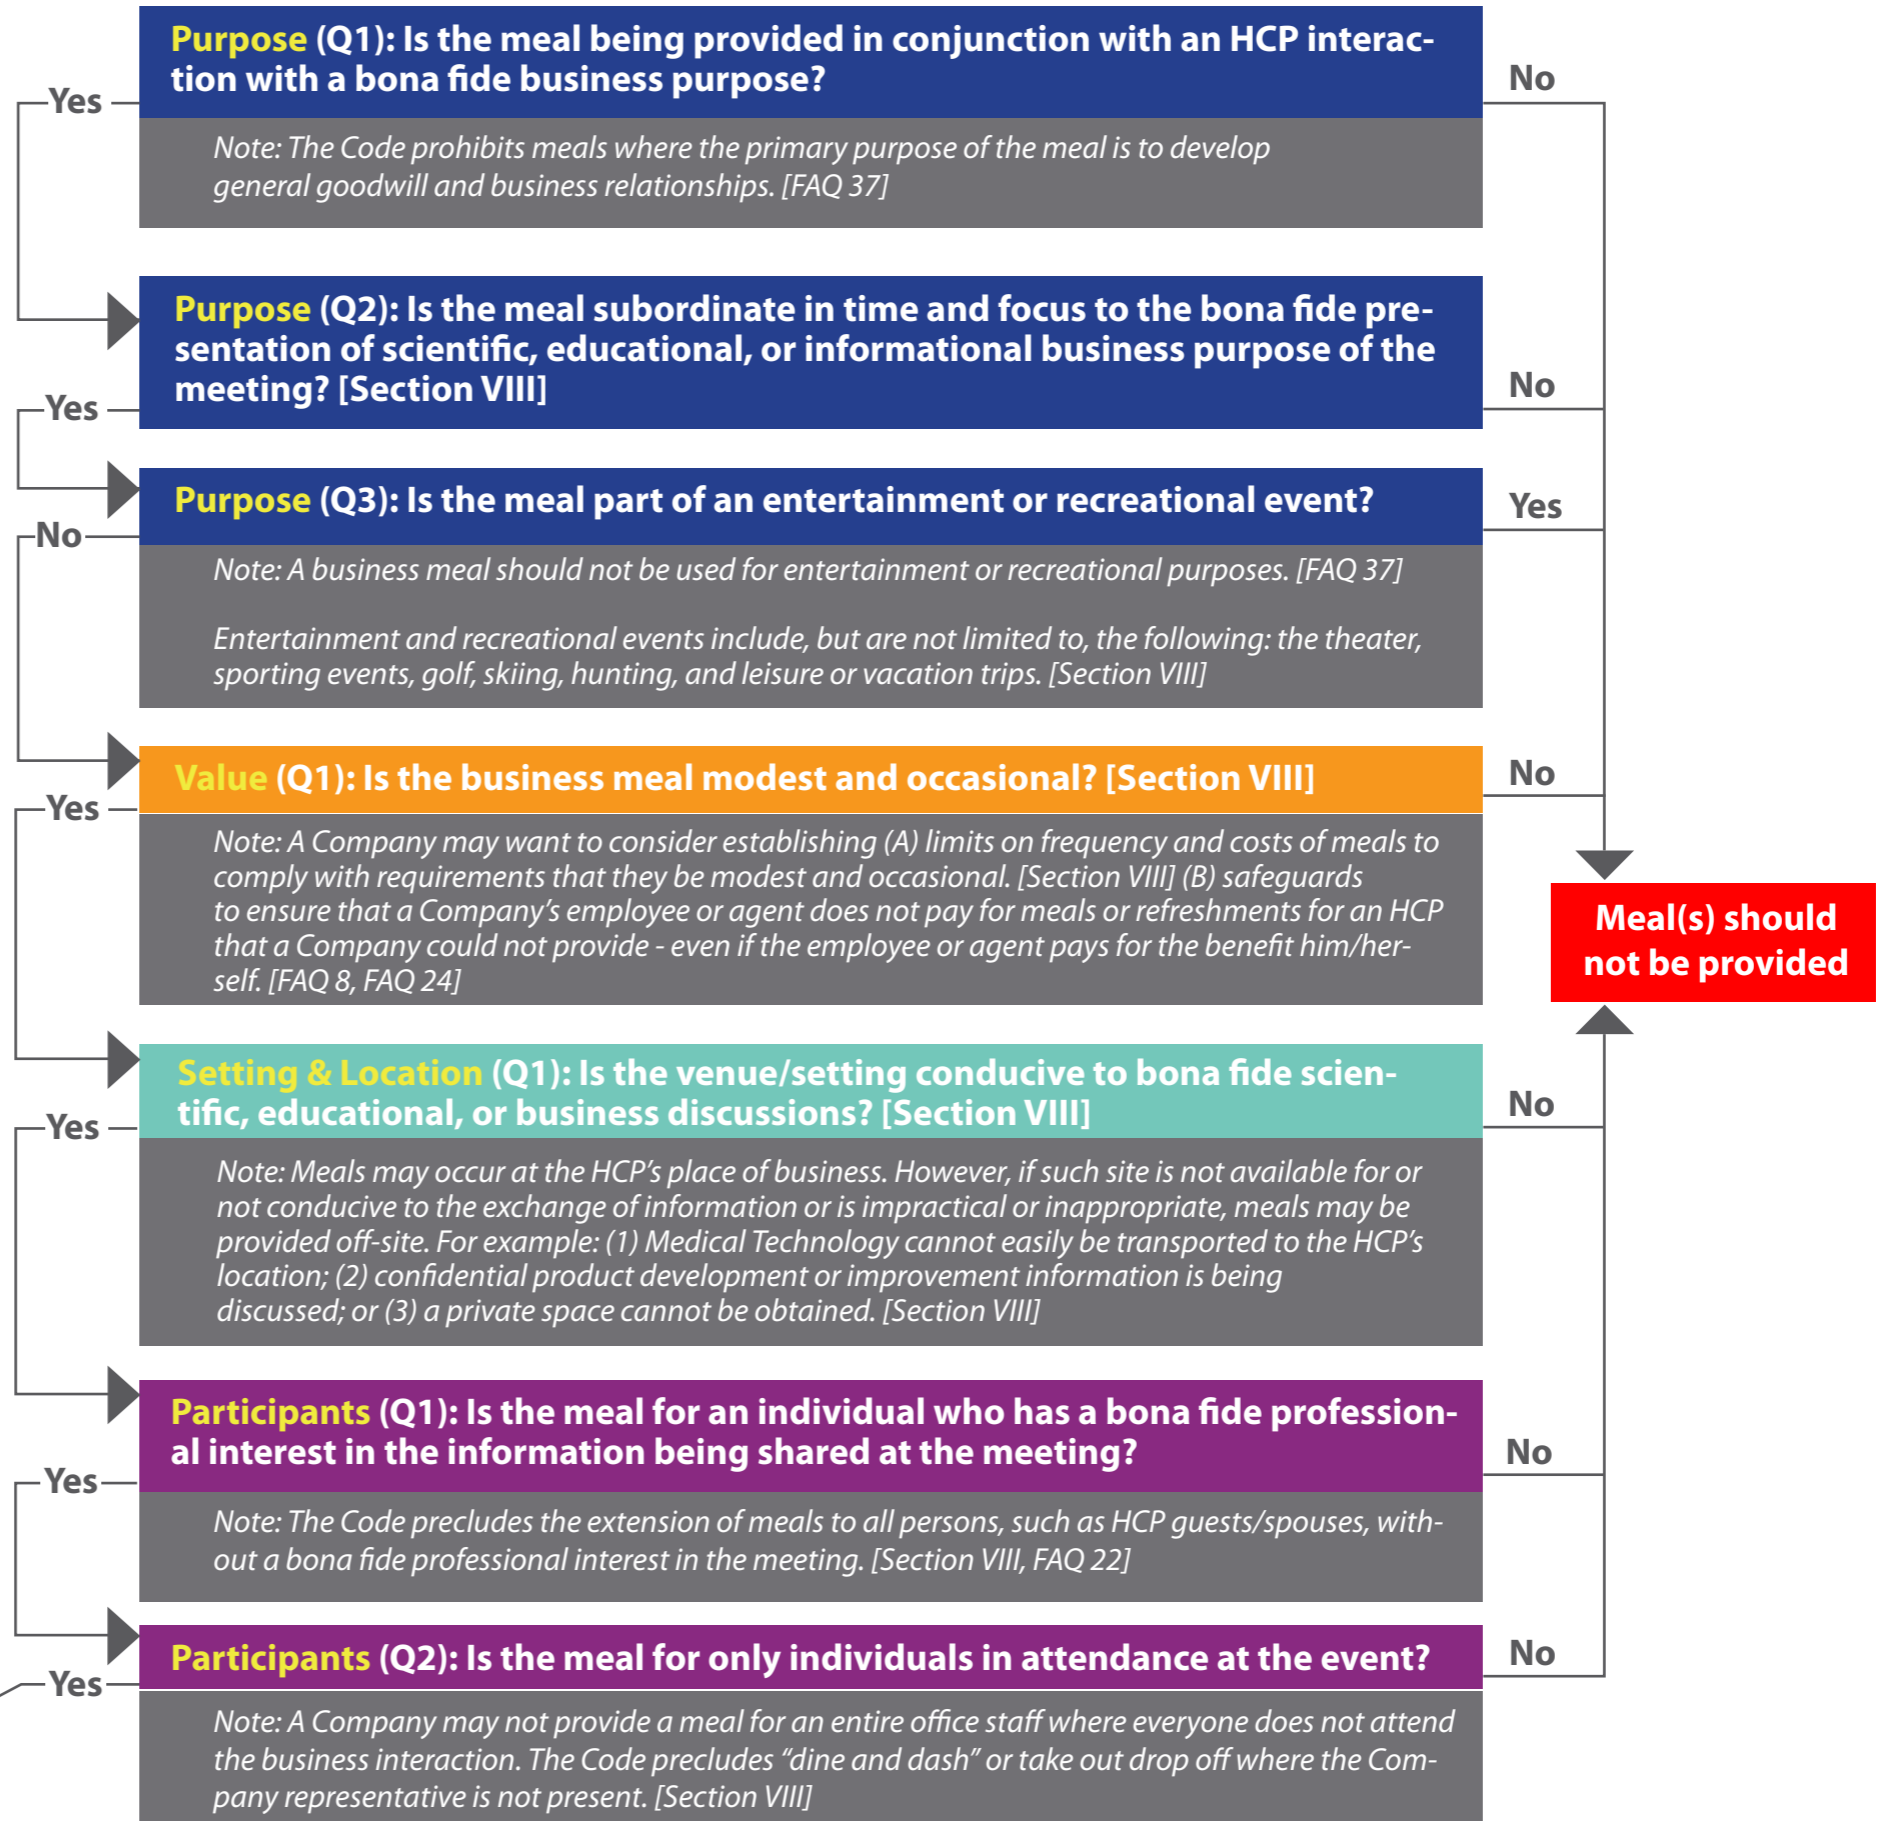 Purpose (Q1): Is the meal being provided in conjunction with an HCP interac-
tion with a bona fide business purpose?
No
Yes
Note: The Code prohibits meals where the primary purpose of the meal is to develop
general goodwill and business relationships. [FAQ 37]
Purpose (Q2): Is the meal subordinate in time and focus to the bona fide pre-
sentation of scientific, educational, or informational business purpose of the
meeting? [Section VIII]
No
Yes
Purpose (Q3): Is the meal part of an entertainment or recreational event?
Yes
No
Note: A business meal should not be used for entertainment or recreational purposes. [FAQ 37]
Entertainment and recreational events include, but are not limited to, the following: the theater,
sporting events, golf, skiing, hunting, and leisure or vacation trips. [Section VIII]
Value (Q1): Is the business meal modest and occasional? [Section VIII]
No
Yes
Note: A Company may want to consider establishing (A) limits on frequency and costs of meals to
comply with requirements that they be modest and occasional. [Section VIII] (B) safeguards
to ensure that a Company's employee or agent does not pay for meals or refreshments for an HCP
that a Company could not provide - even if the employee or agent pays for the benefit him/her-
self. [FAQ 8, FAQ 24]
Meal(s) should
not be provided
Setting & Location (Q1): Is the venue/setting conducive to bona fide scien-
tific, educational, or business discussions? [Section VIII]
No
Yes
Note: Meals may occur at the HCP's place of business. However, if such site is not available for or
not conducive to the exchange of information or is impractical or inappropriate, meals may be
provided off-site. For example: (1) Medical Technology cannot easily be transported to the HCP's
location; (2) confidential product development or improvement information is being
discussed; or (3) a private space cannot be obtained. [Section VIII]
Participants (Q1): Is the meal for an individual who has a bona fide profession-
al interest in the information being shared at the meeting?
No
Yes
Note: The Code precludes the extension of meals to all persons, such as HCP guests/spouses, with-
out a bona fide professional interest in the meeting. [Section VIII, FAQ 22]
Participants (Q2): Is the meal for only individuals in attendance at the event?
No
Yes
Note: A Company may not provide a meal for an entire office staff where everyone does not attend
the business interaction. The Code precludes “dine and dash” or take out drop off where the Com-
pany representative is not present. [Section VIII]